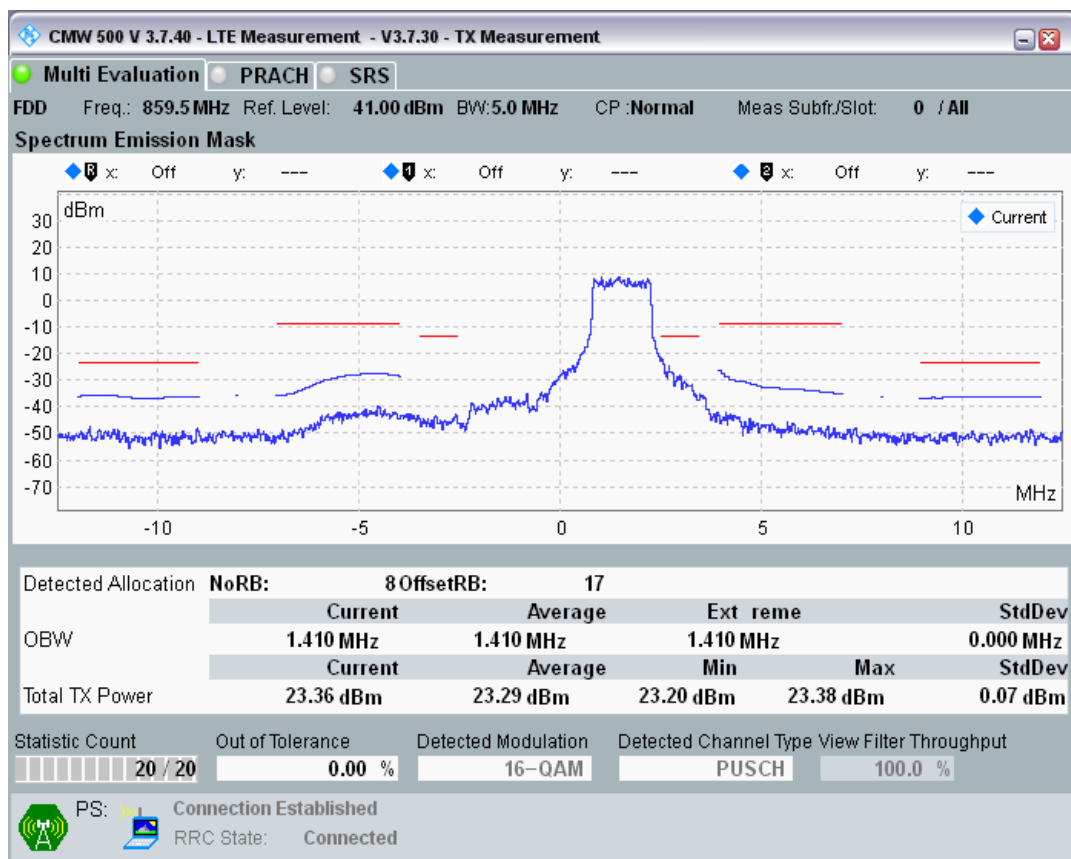 CMW 500 V 3.7.40 - LTE Measurement - V3.7.30 - TX Measurement
Multi Evaluation PRACH SRS
FDD Freq.: 859.5 MHz Ref. Level: 41.00 dBm BW:5.0 MHz CP :Normal Meas Subfr./Slot: 0 / All
Spectrum Emission Mask
R x: Off y: --- 1 x: Off y: --- 2 x: Off y: ---
dBm
Current
30
20
10
0
-10
-20
-30
-40
-50
-60
-70
MHz
-10 -5 0 5 10
Detected Allocation NoRB: 8 OffsetRB: 17
Current Average Ext reme StdDev
OBW 1.410 MHz 1.410 MHz 1.410 MHz 0.000 MHz
Current Average Min Max StdDev
Total TX Power 23.36 dBm 23.29 dBm 23.20 dBm 23.38 dBm 0.07 dBm
Statistic Count Out of Tolerance Detected Modulation Detected Channel Type View Filter Throughput
20 / 20 0.00 % 16-QAM PUSCH 100.0 %
PS: Connection Established
RRC State: Connected